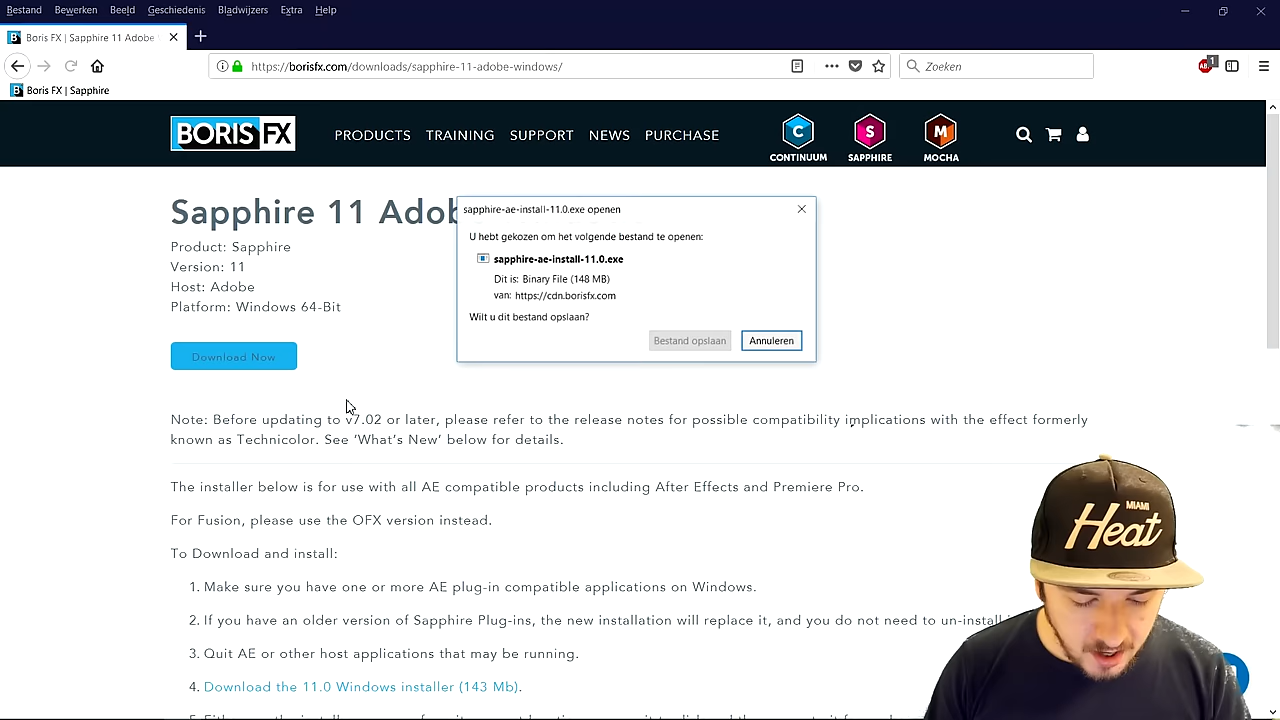 Bestand Bewerken Beeld Geschiedenis Bladwijzers Extra Help
Boris FX | Sapphire 11 Adobe
https://borisfx.com/downloads/sapphire-11-adobe-windows/
Zoeken
ABP 1
Boris FX | Sapphire
BORIS FX
PRODUCTS TRAINING SUPPORT NEWS PURCHASE
C S M
CONTINUUM SAPPHIRE MOCHA
Sapphire 11
Product: Sapphire
Version: 11
Host: Adobe
Platform: Windows 64-Bit
Download Now
sapphire-ae-install-11.0.exe openen
U hebt gekozen om het volgende bestand te openen:
sapphire-ae-install-11.0.exe
Dit is: Binary File (148 MB)
van: https://cdn.borisfx.com
Wilt u dit bestand opslaan?
Bestand opslaan Annuleren
Note: Before updating to v7.02 or later, please refer to the release notes for possible compatibility implications with the effect formerly
known as Technicolor. See ‘What’s New’ below for details.
The installer below is for use with all AE compatible products including After Effects and Premiere Pro.
For Fusion, please use the OFX version instead.
To Download and install:
1. Make sure you have one or more AE plug-in compatible applications on Windows.
2. If you have an older version of Sapphire Plug-ins, the new installation will replace it, and you do not need to un-install
3. Quit AE or other host applications that may be running.
4. Download the 11.0 Windows installer (143 Mb).
MIAMI
Heat